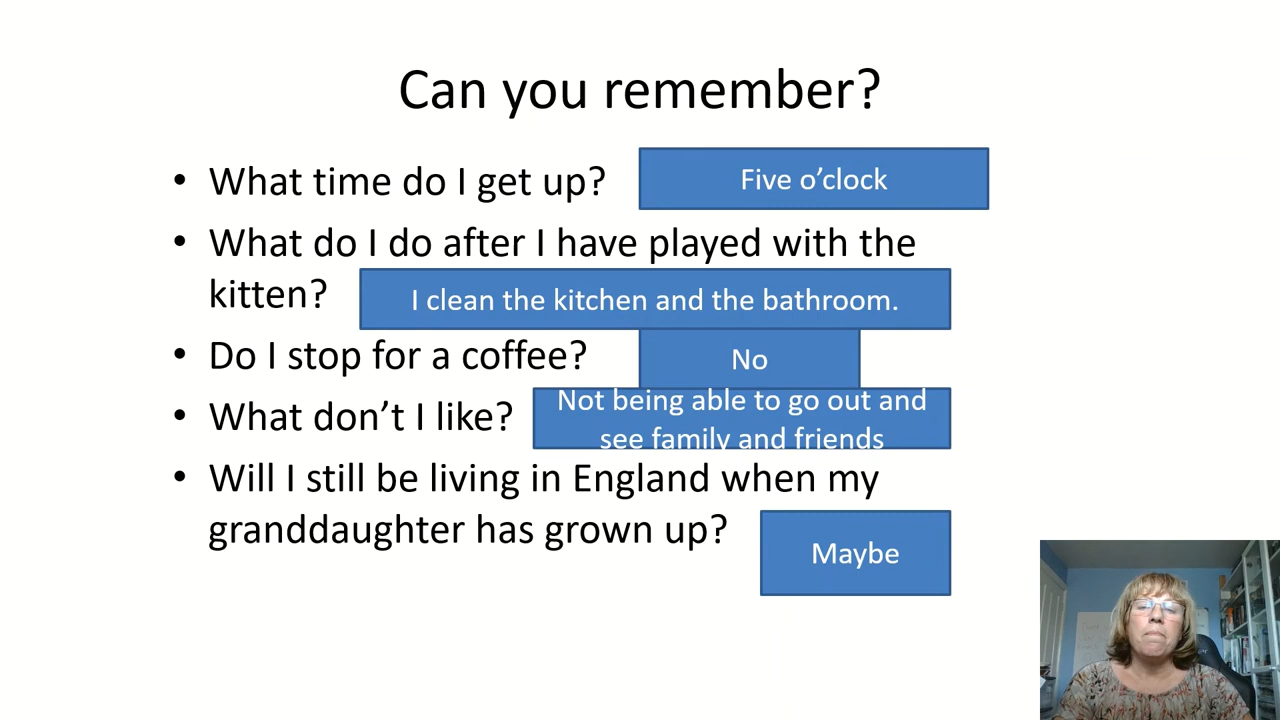 Can you remember?
• What time do I get up?
Five o’clock
• What do I do after I have played with the
kitten?
I clean the kitchen and the bathroom.
• Do I stop for a coffee?
No
• What don’t I like?
Not being able to go out and
see family and friends
• Will I still be living in England when my
granddaughter has grown up?
Maybe